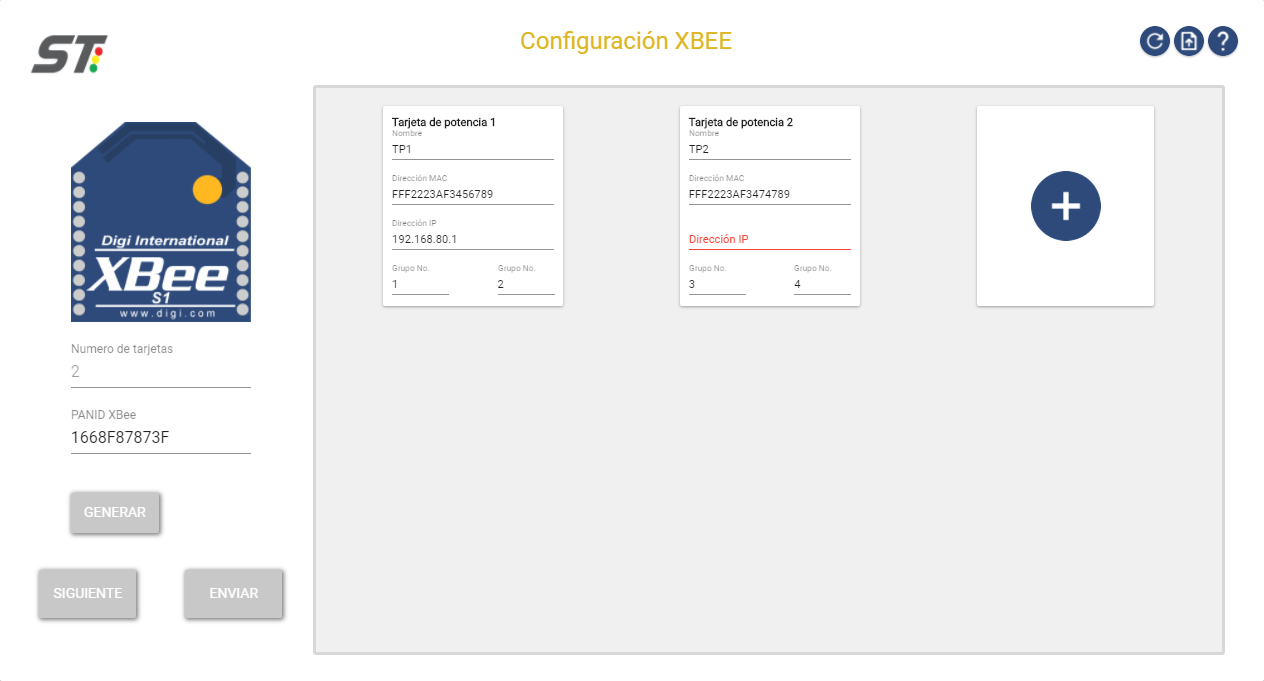 ST
Configuración XBEE
?
Digi International
XBee
S1
www.digi.com
Numero de tarjetas
2
PANID XBee
1668F87873F
GENERAR
SIGUIENTE
ENVIAR
Tarjeta de potencia 1
Nombre
TP1
Dirección MAC
FFF2223AF3456789
Dirección IP
192.168.80.1
Grupo No. Grupo No.
1 2
Tarjeta de potencia 2
Nombre
TP2
Dirección MAC
FFF2223AF3474789
Dirección IP
Grupo No. Grupo No.
3 4
+